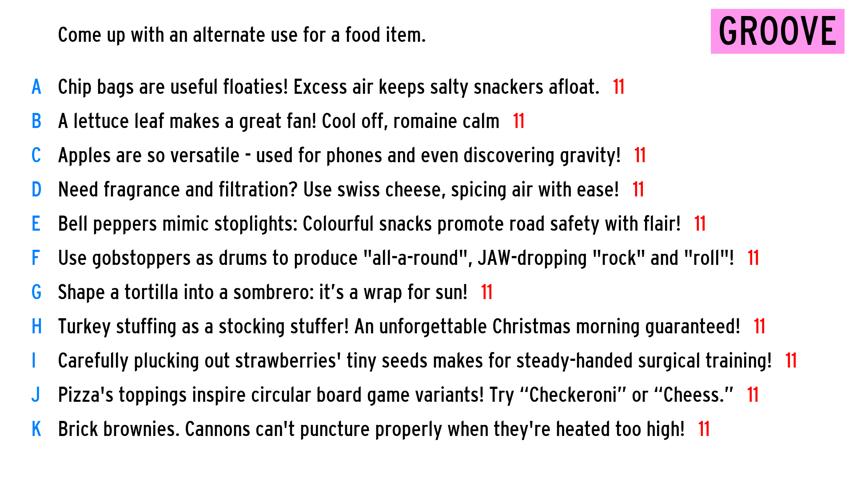 Come up with an alternate use for a food item.
GROOVE
A Chip bags are useful floaties! Excess air keeps salty snackers afloat. 11
B A lettuce leaf makes a great fan! Cool off, romaine calm 11
C Apples are so versatile - used for phones and even discovering gravity! 11
D Need fragrance and filtration? Use swiss cheese, spicing air with ease! 11
E Bell peppers mimic stoplights: Colourful snacks promote road safety with flair! 11
F Use gobstoppers as drums to produce "all-a-round", JAW-dropping "rock" and "roll"! 11
G Shape a tortilla into a sombrero: it’s a wrap for sun! 11
H Turkey stuffing as a stocking stuffer! An unforgettable Christmas morning guaranteed! 11
I Carefully plucking out strawberries' tiny seeds makes for steady-handed surgical training! 11
J Pizza's toppings inspire circular board game variants! Try “Checkeroni” or “Cheess.” 11
K Brick brownies. Cannons can't puncture properly when they're heated too high! 11